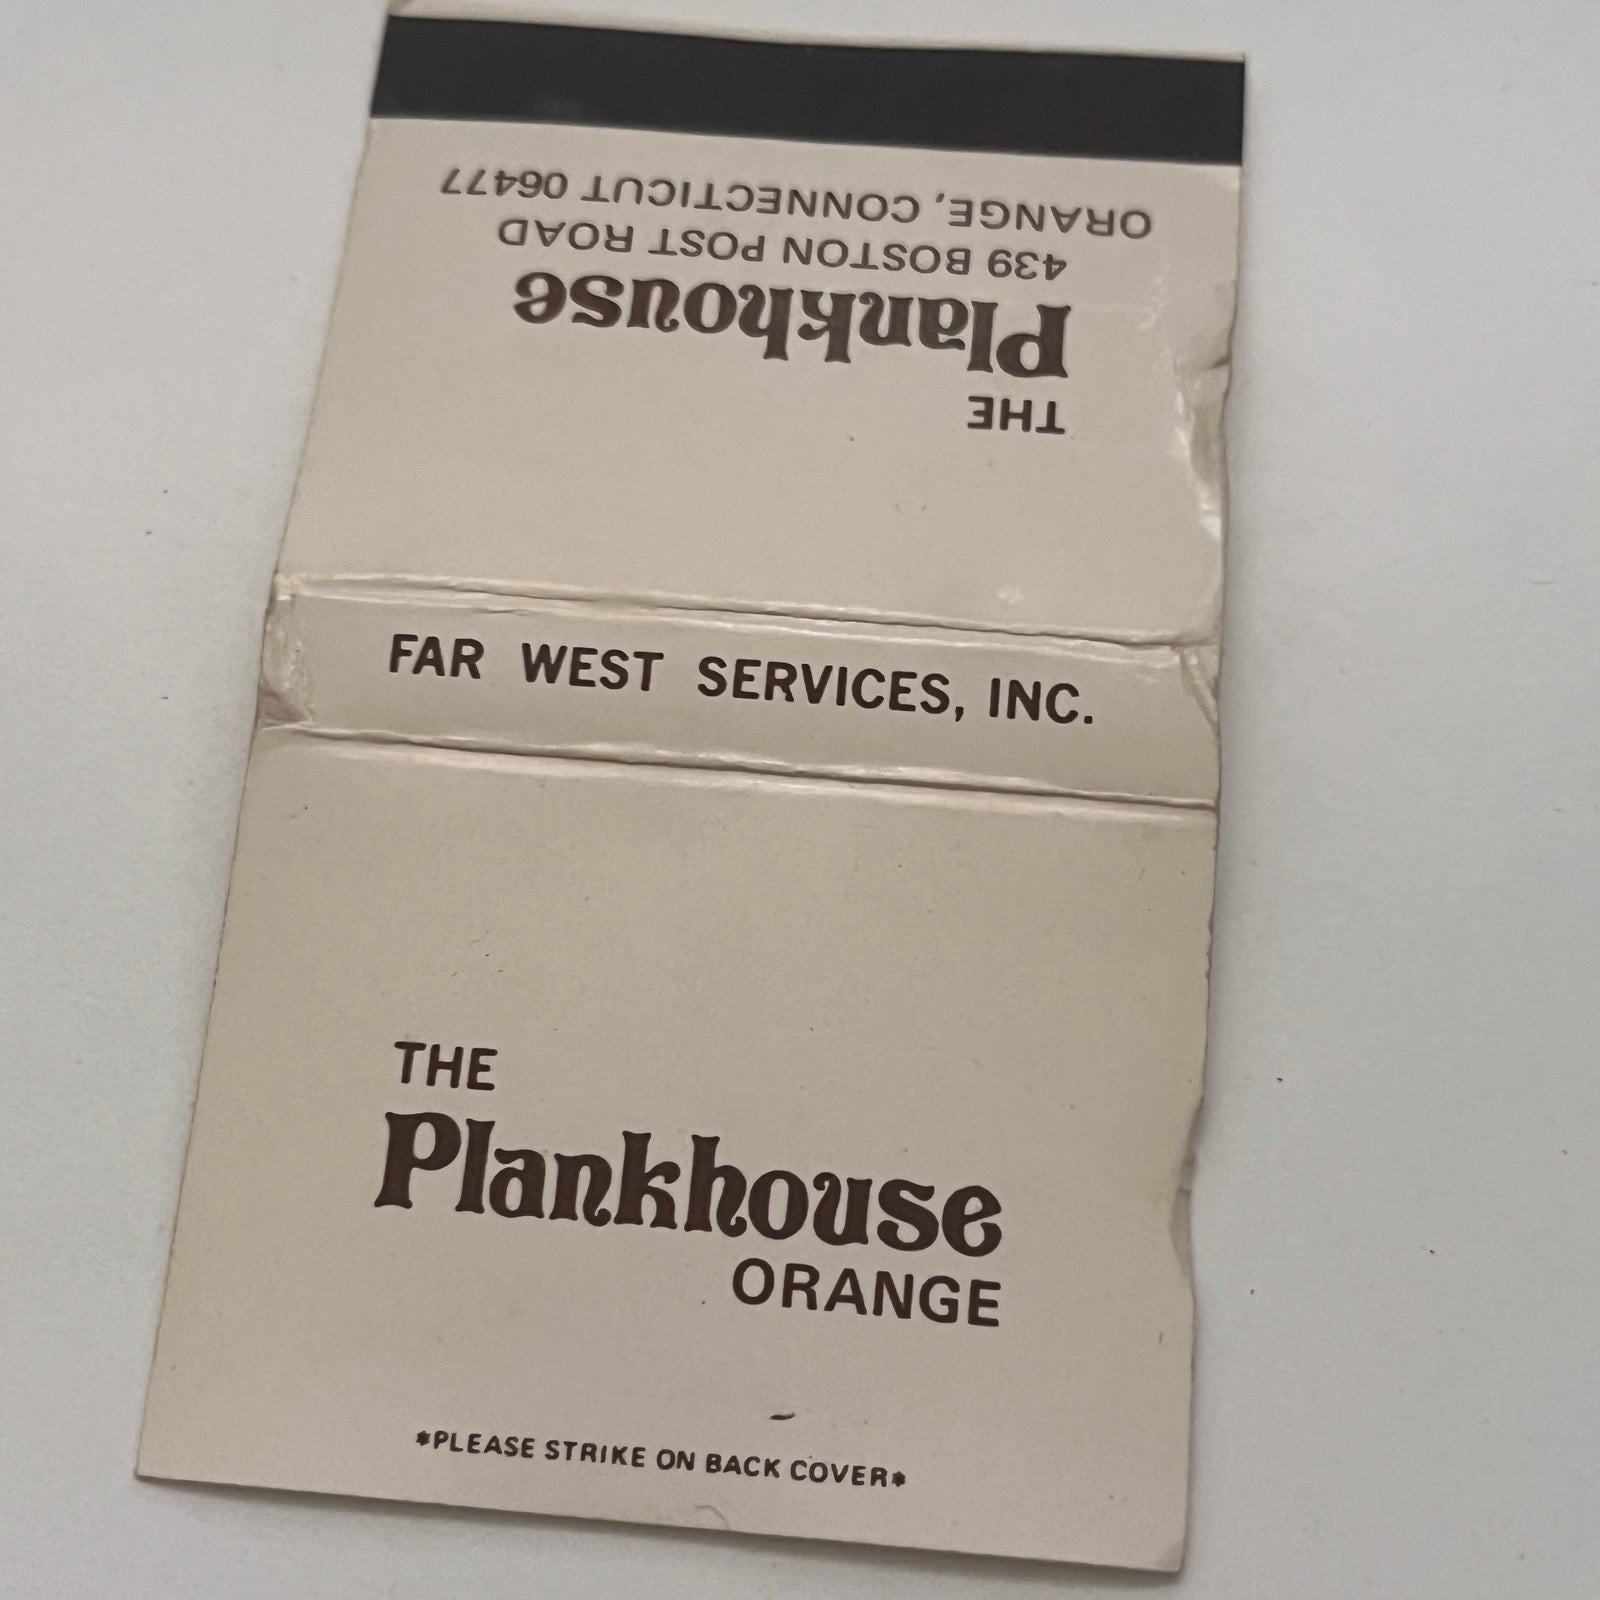 ORANGE, CONNECTICUT 06477
439 BOSTON POST ROAD
Plankhouse
THE
FAR WEST SERVICES, INC.
THE
Plankhouse
ORANGE
*PLEASE STRIKE ON BACK COVER*